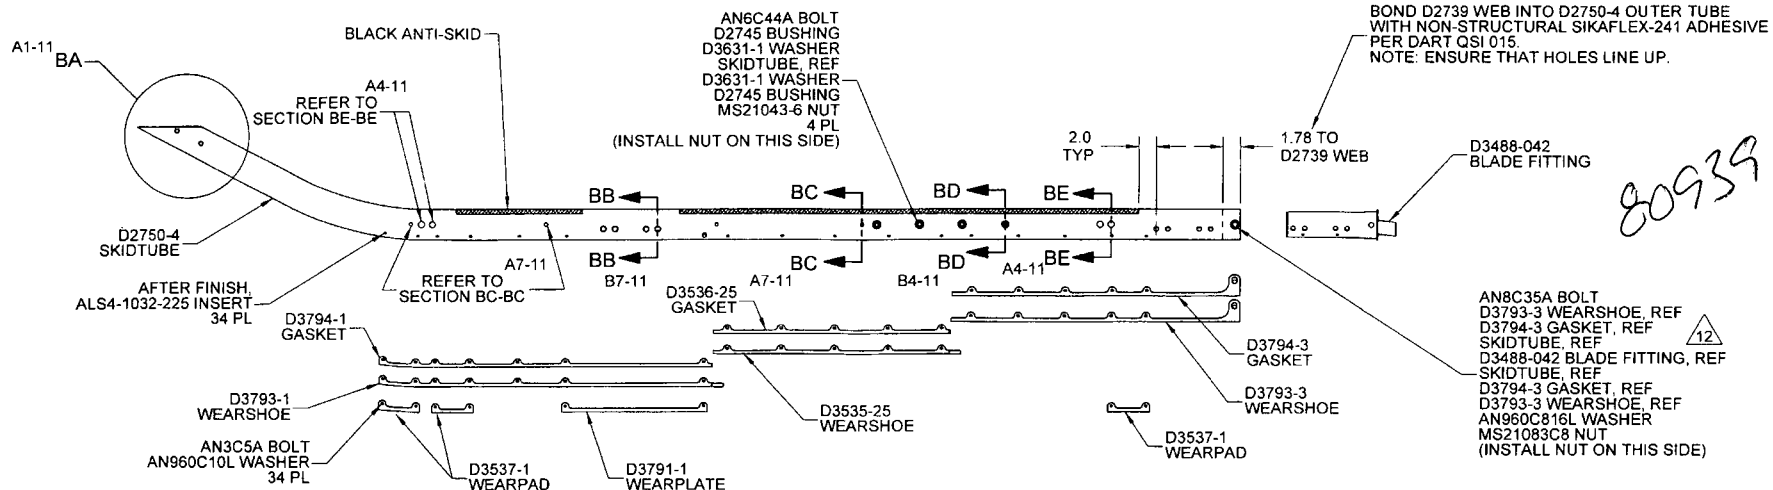 A1-11
BA
BLACK ANTI-SKID
A4-11
REFER TO
SECTION BE-BE
AN6C44A BOLT
D2745 BUSHING
D3631-1 WASHER
SKIDTUBE, REF
D3631-1 WASHER
D2745 BUSHING
MS21043-6 NUT
4 PL
(INSTALL NUT ON THIS SIDE)
BOND D2739 WEB INTO D2750-4 OUTER TUBE
WITH NON-STRUCTURAL SIKAFLEX-241 ADHESIVE
PER DART QSI 015.
NOTE: ENSURE THAT HOLES LINE UP.
2.0
TYP
1.78 TO
D2739 WEB
D3488-042
BLADE FITTING
80939
BB
BC
BD
BE
D2750-4
SKIDTUBE
AFTER FINISH,
ALS4-1032-225 INSERT
34 PL
REFER TO
SECTION BC-BC
A7-11
BB
B7-11
BC
A7-11
BD
B4-11
BE
A4-11
D3794-1
GASKET
D3536-25
GASKET
D3794-3
GASKET
D3793-1
WEARSHOE
D3535-25
WEARSHOE
D3793-3
WEARSHOE
AN3C5A BOLT
AN960C10L WASHER
34 PL
D3537-1
WEARPAD
D3791-1
WEARPLATE
D3537-1
WEARPAD
AN8C35A BOLT
D3793-3 WEARSHOE, REF
D3794-3 GASKET, REF
SKIDTUBE, REF
12
D3488-042 BLADE FITTING, REF
SKIDTUBE, REF
D3794-3 GASKET, REF
D3793-3 WEARSHOE, REF
AN960C816L WASHER
MS21083C8 NUT
(INSTALL NUT ON THIS SIDE)